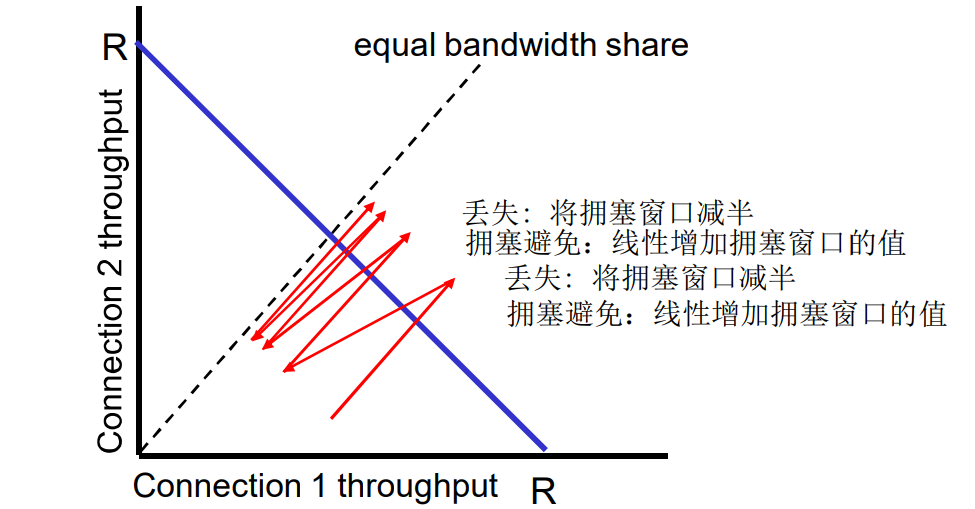 R
equal bandwidth share
Connection 2 throughput
丢失: 将拥塞窗口减半
拥塞避免: 线性增加拥塞窗口的值
丢失: 将拥塞窗口减半
拥塞避免: 线性增加拥塞窗口的值
Connection 1 throughput
R